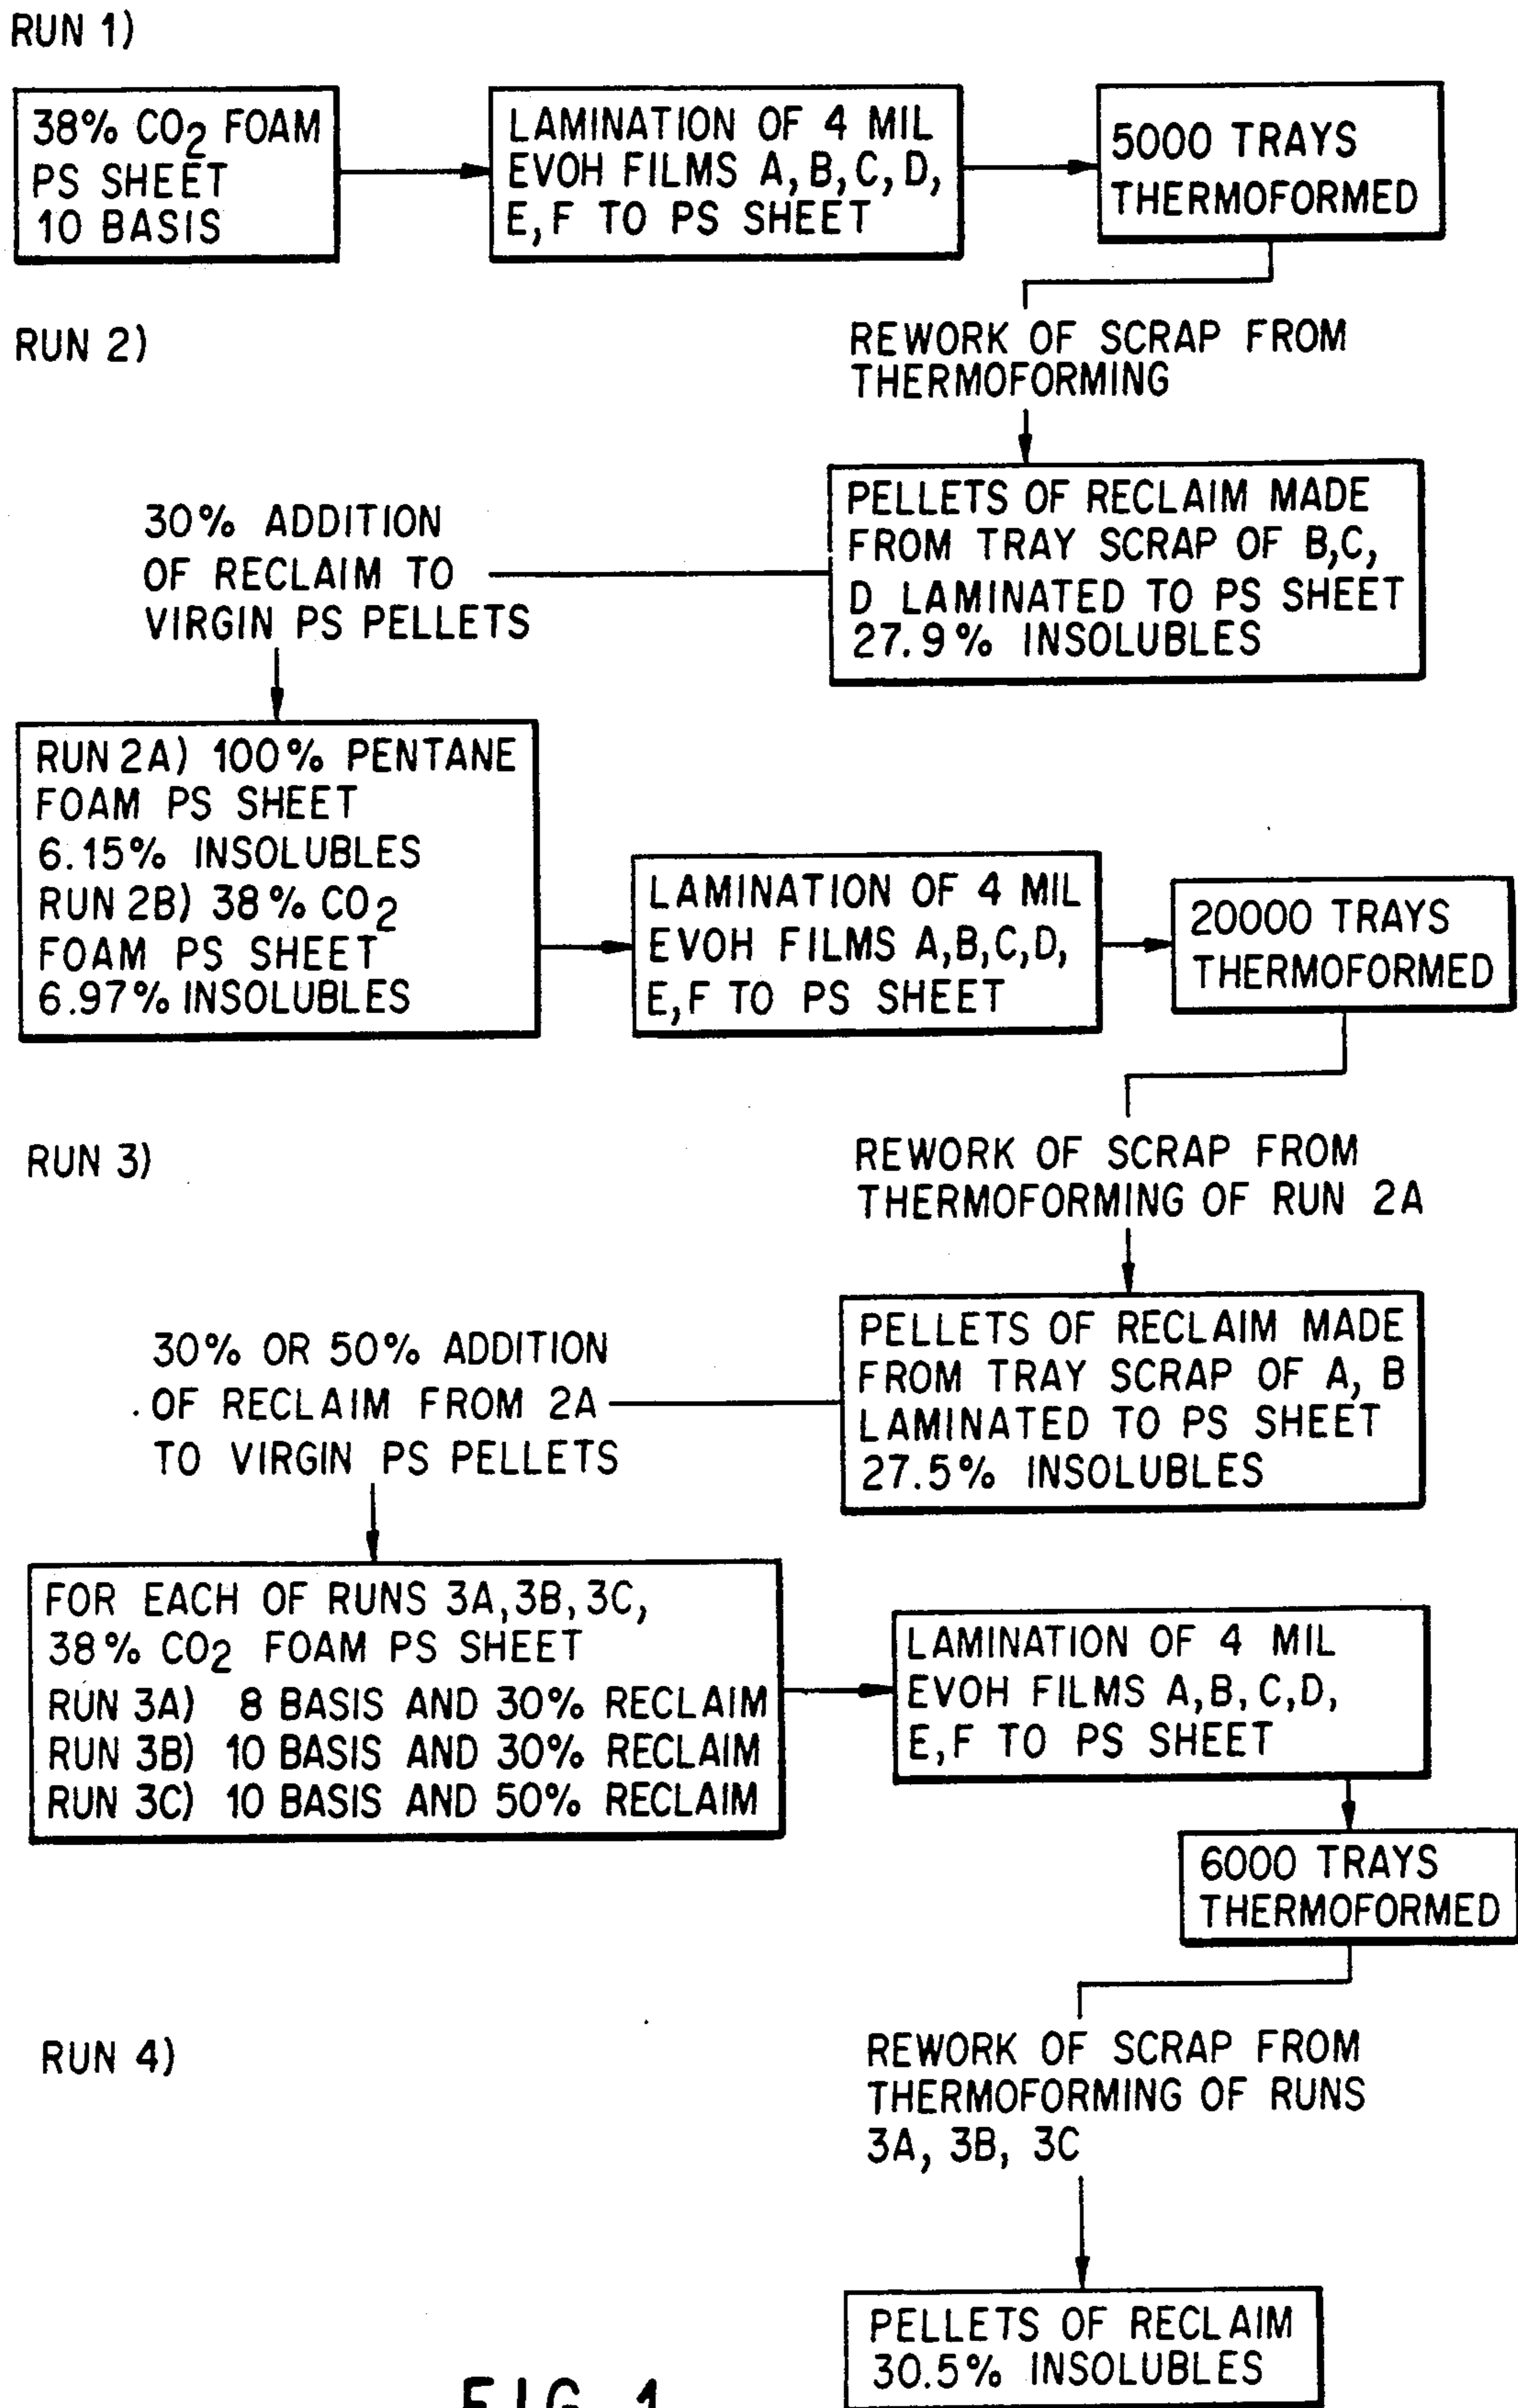 RUN 1)
38% CO2 FOAM
PS SHEET
10 BASIS
LAMINATION OF 4 MIL
EVOH FILMS A, B, C, D,
E, F TO PS SHEET
5000 TRAYS
THERMOFORMED
RUN 2)
REWORK OF SCRAP FROM
THERMOFORMING
PELLETS OF RECLAIM MADE
FROM TRAY SCRAP OF B,C,
D LAMINATED TO PS SHEET
27.9% INSOLUBLES
30% ADDITION
OF RECLAIM TO
VIRGIN PS PELLETS
RUN 2A) 100% PENTANE
FOAM PS SHEET
6.15% INSOLUBLES
RUN 2B) 38% CO2
FOAM PS SHEET
6.97% INSOLUBLES
LAMINATION OF 4 MIL
EVOH FILMS A,B,C,D,
E,F TO PS SHEET
20000 TRAYS
THERMOFORMED
RUN 3)
REWORK OF SCRAP FROM
THERMOFORMING OF RUN 2A
PELLETS OF RECLAIM MADE
FROM TRAY SCRAP OF A, B
LAMINATED TO PS SHEET
27.5% INSOLUBLES
30% OR 50% ADDITION
OF RECLAIM FROM 2A
TO VIRGIN PS PELLETS
FOR EACH OF RUNS 3A,3B,3C,
38% CO2 FOAM PS SHEET
RUN 3A) 8 BASIS AND 30% RECLAIM
RUN 3B) 10 BASIS AND 30% RECLAIM
RUN 3C) 10 BASIS AND 50% RECLAIM
LAMINATION OF 4 MIL
EVOH FILMS A,B,C,D,
E,F TO PS SHEET
6000 TRAYS
THERMOFORMED
RUN 4)
REWORK OF SCRAP FROM
THERMOFORMING OF RUNS
3A, 3B, 3C
PELLETS OF RECLAIM
30.5% INSOLUBLES
FIG. 1